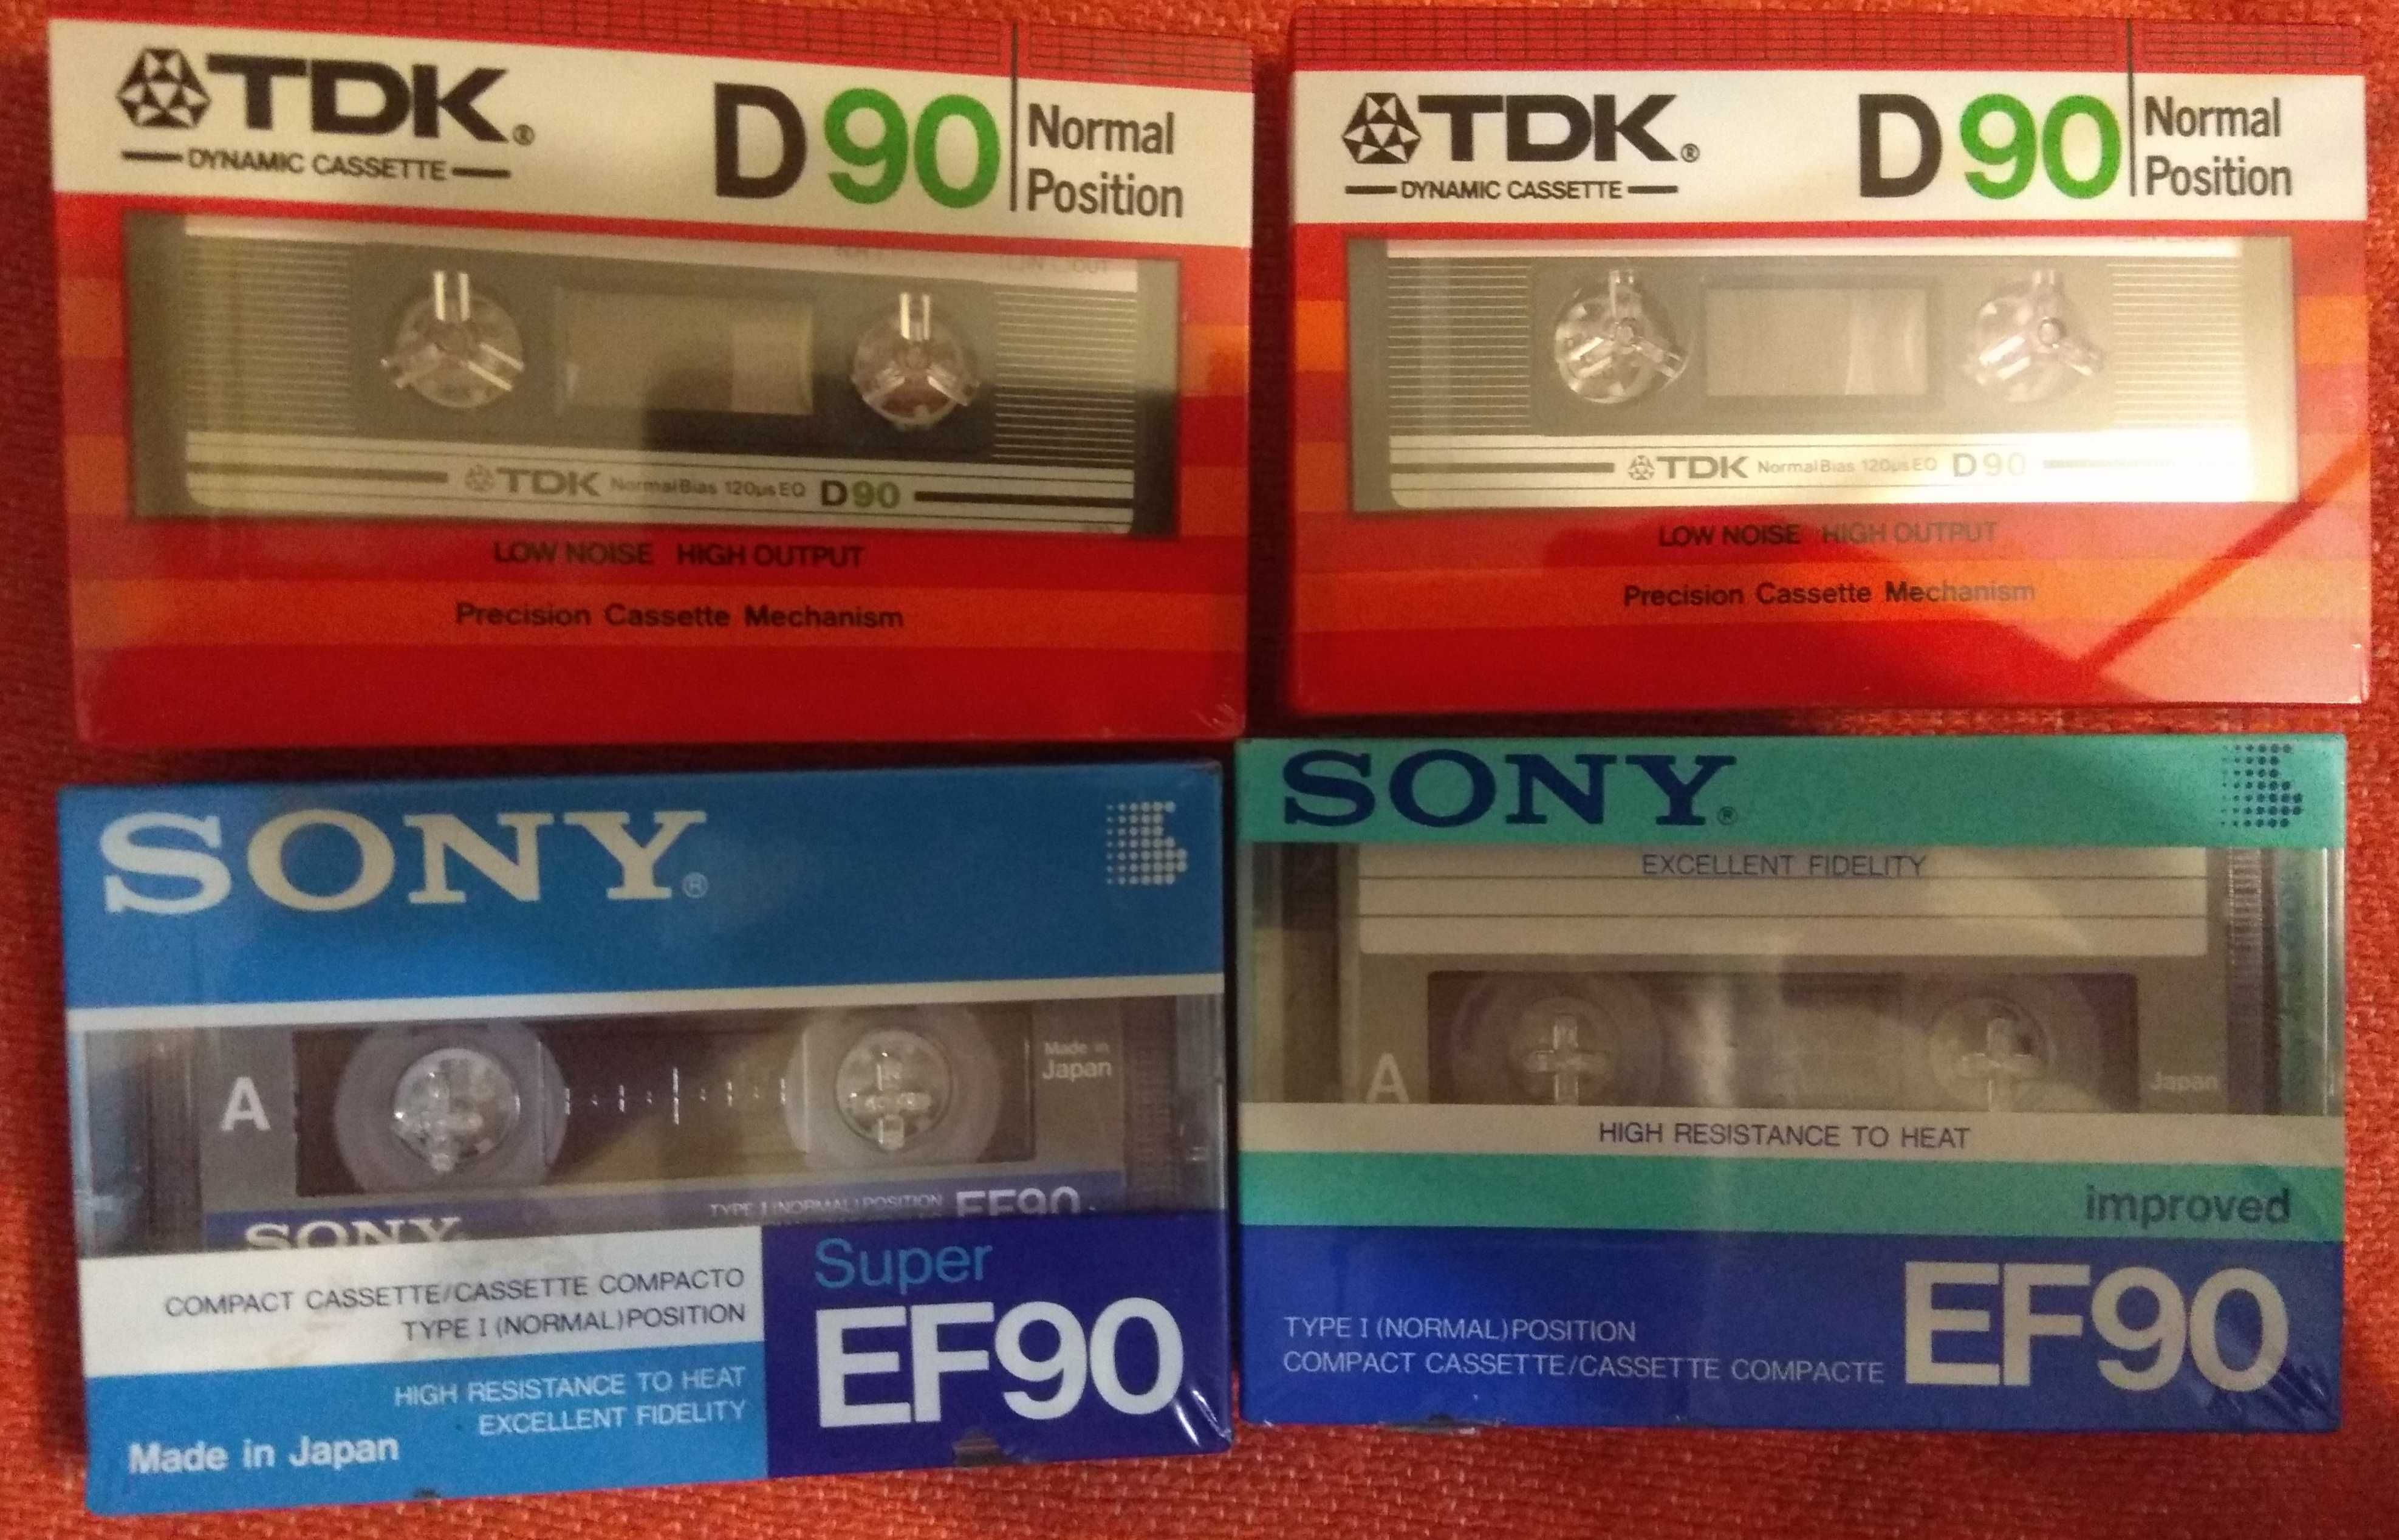 TDK®
DYNAMIC CASSETTE
D90
Normal
Position
TDK Normal Bias 120µs EQ D90
LOW NOISE HIGH OUTPUT
Precision Cassette Mechanism
TDK®
DYNAMIC CASSETTE
D90
Normal
Position
TDK Normal Bias 120µs EQ D90
LOW NOISE HIGH OUTPUT
Precision Cassette Mechanism
SONY®
A
Made in
Japan
TYPE I (NORMAL) POSITION EF90
SONY
COMPACT CASSETTE/CASSETTE COMPACTO
TYPE I (NORMAL) POSITION
HIGH RESISTANCE TO HEAT
EXCELLENT FIDELITY
Made in Japan
Super
EF90
SONY®
EXCELLENT FIDELITY
A
Japan
HIGH RESISTANCE TO HEAT
improved
TYPE I (NORMAL) POSITION
COMPACT CASSETTE/CASSETTE COMPACTE
EF90